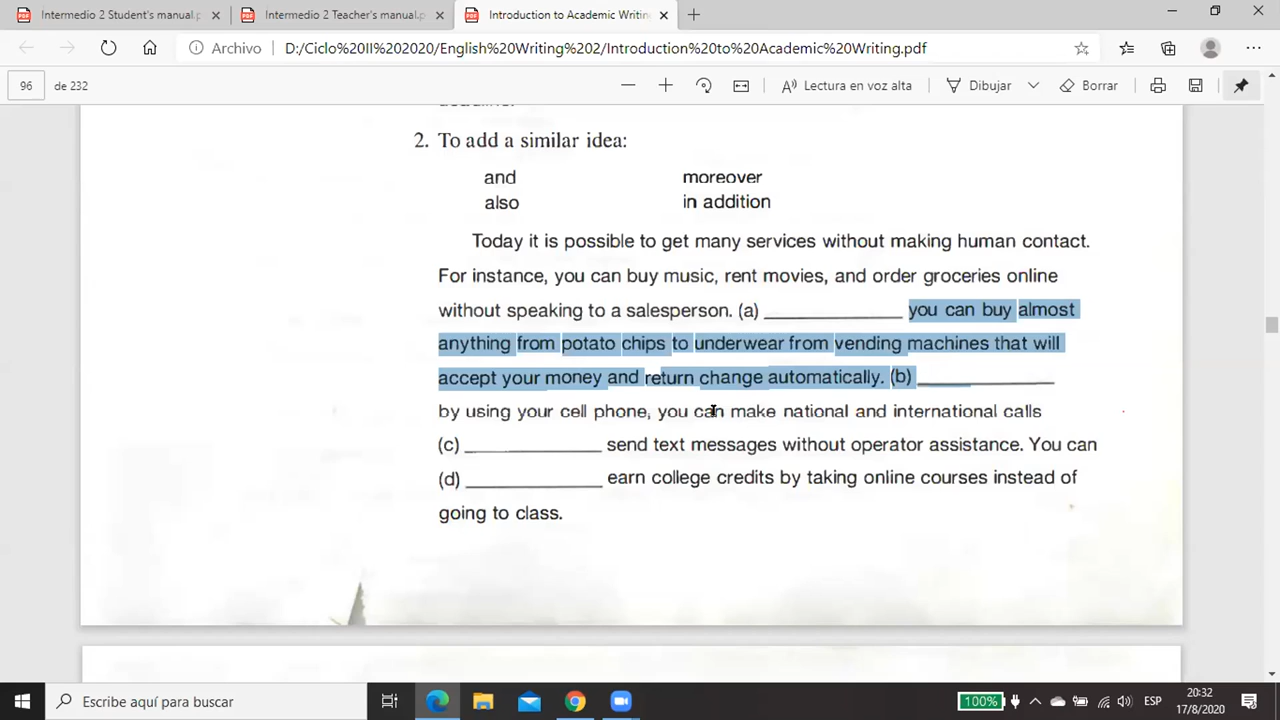 Intermedio 2 Student's manual.p
Intermedio 2 Teacher's manual.p
Introduction to Academic Writin
Archivo
D:/Ciclo%20II%202020/English%20Writing%202/Introduction%20to%20Academic%20Writing.pdf
96 de 232
Lectura en voz alta
Dibujar
Borrar
2. To add a similar idea:
and moreover
also in addition
Today it is possible to get many services without making human contact.
For instance, you can buy music, rent movies, and order groceries online
without speaking to a salesperson. (a) ______________ you can buy almost
anything from potato chips to underwear from vending machines that will
accept your money and return change automatically. (b) ______________
by using your cell phone, you can make national and international calls
(c) ______________ send text messages without operator assistance. You can
(d) ______________ earn college credits by taking online courses instead of
going to class.
Escribe aquí para buscar
100%
ESP
20:32
17/8/2020